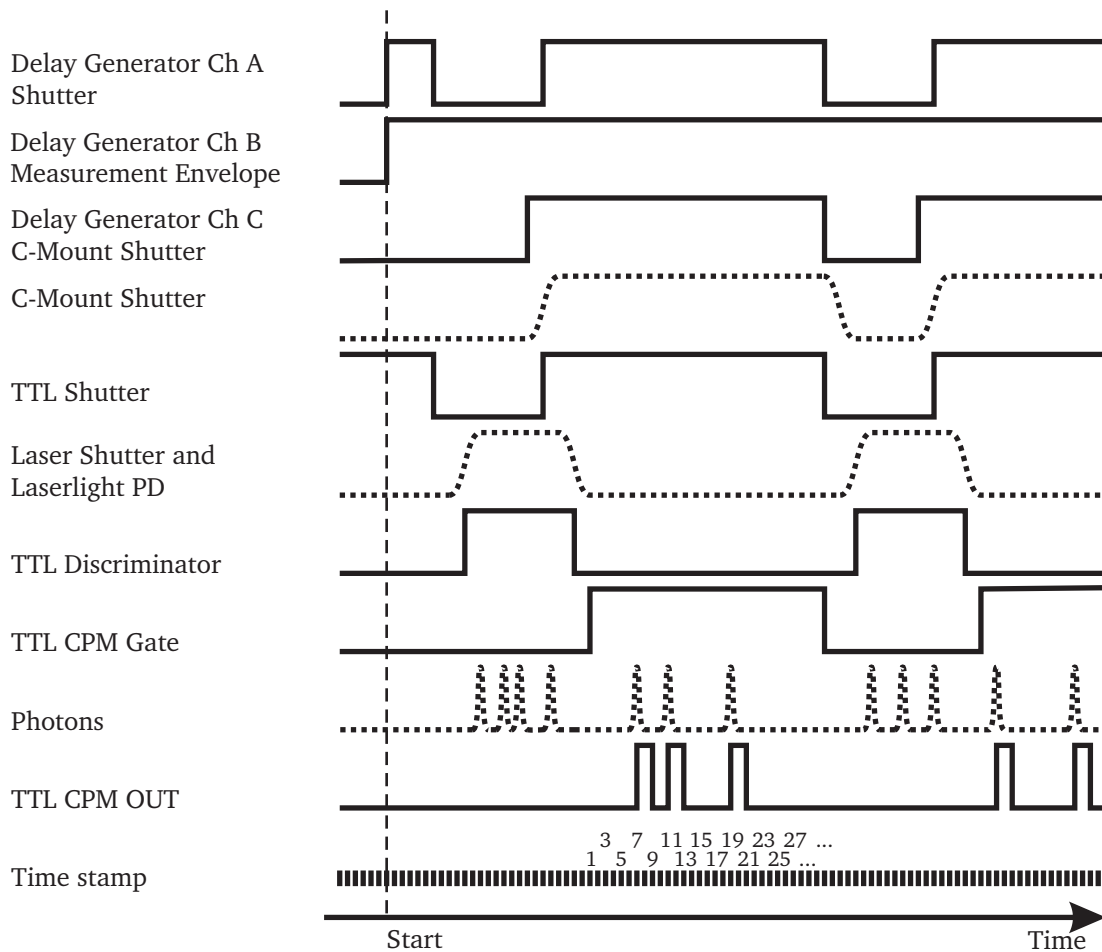 Delay Generator Ch A
Shutter
Delay Generator Ch B
Measurement Envelope
Delay Generator Ch C
C-Mount Shutter
C-Mount Shutter
TTL Shutter
Laser Shutter and
Laserlight PD
TTL Discriminator
TTL CPM Gate
Photons
TTL CPM OUT
3 7 11 15 19 23 27 ...
1 5 9 13 17 21 25 ...
Time stamp
Start
Time